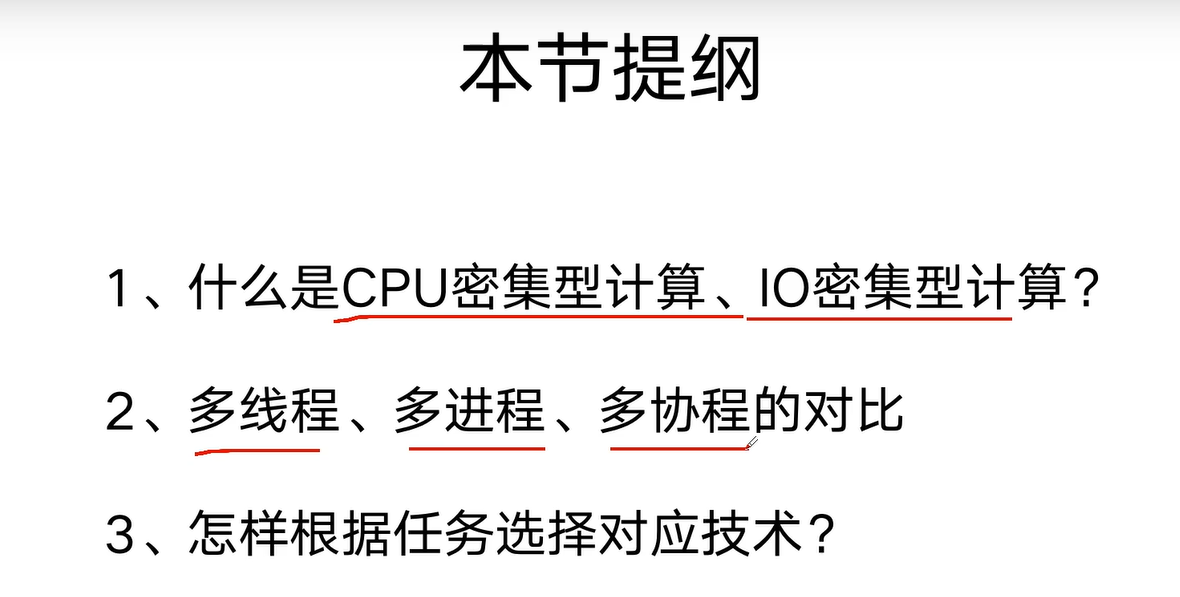 本节提纲
1、什么是CPU密集型计算、IO密集型计算？
2、多线程、多进程、多协程的对比
3、怎样根据任务选择对应技术？